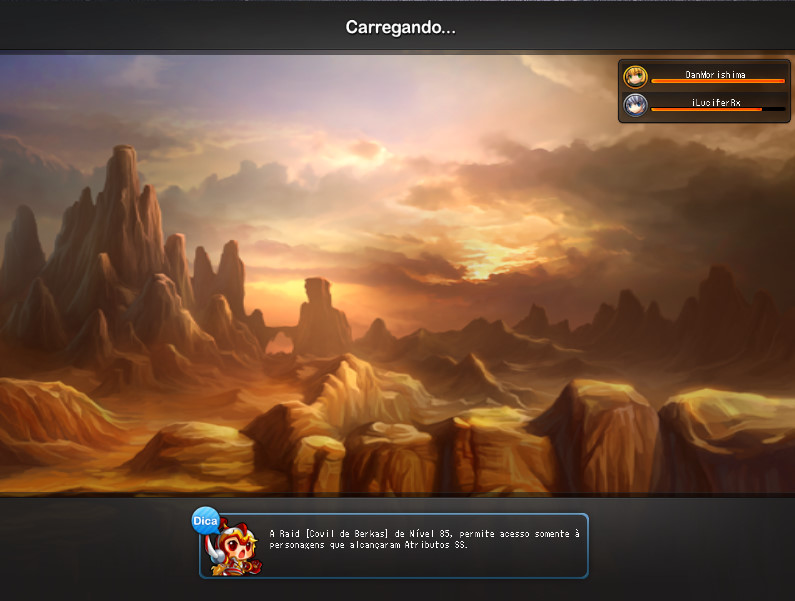 Carregando...
DanMorishima
iLuciferRx
Dica
A Raid [Covil de Berkas] de Nível 85, permite acesso somente à
personagens que alcançaram Atributos SS.